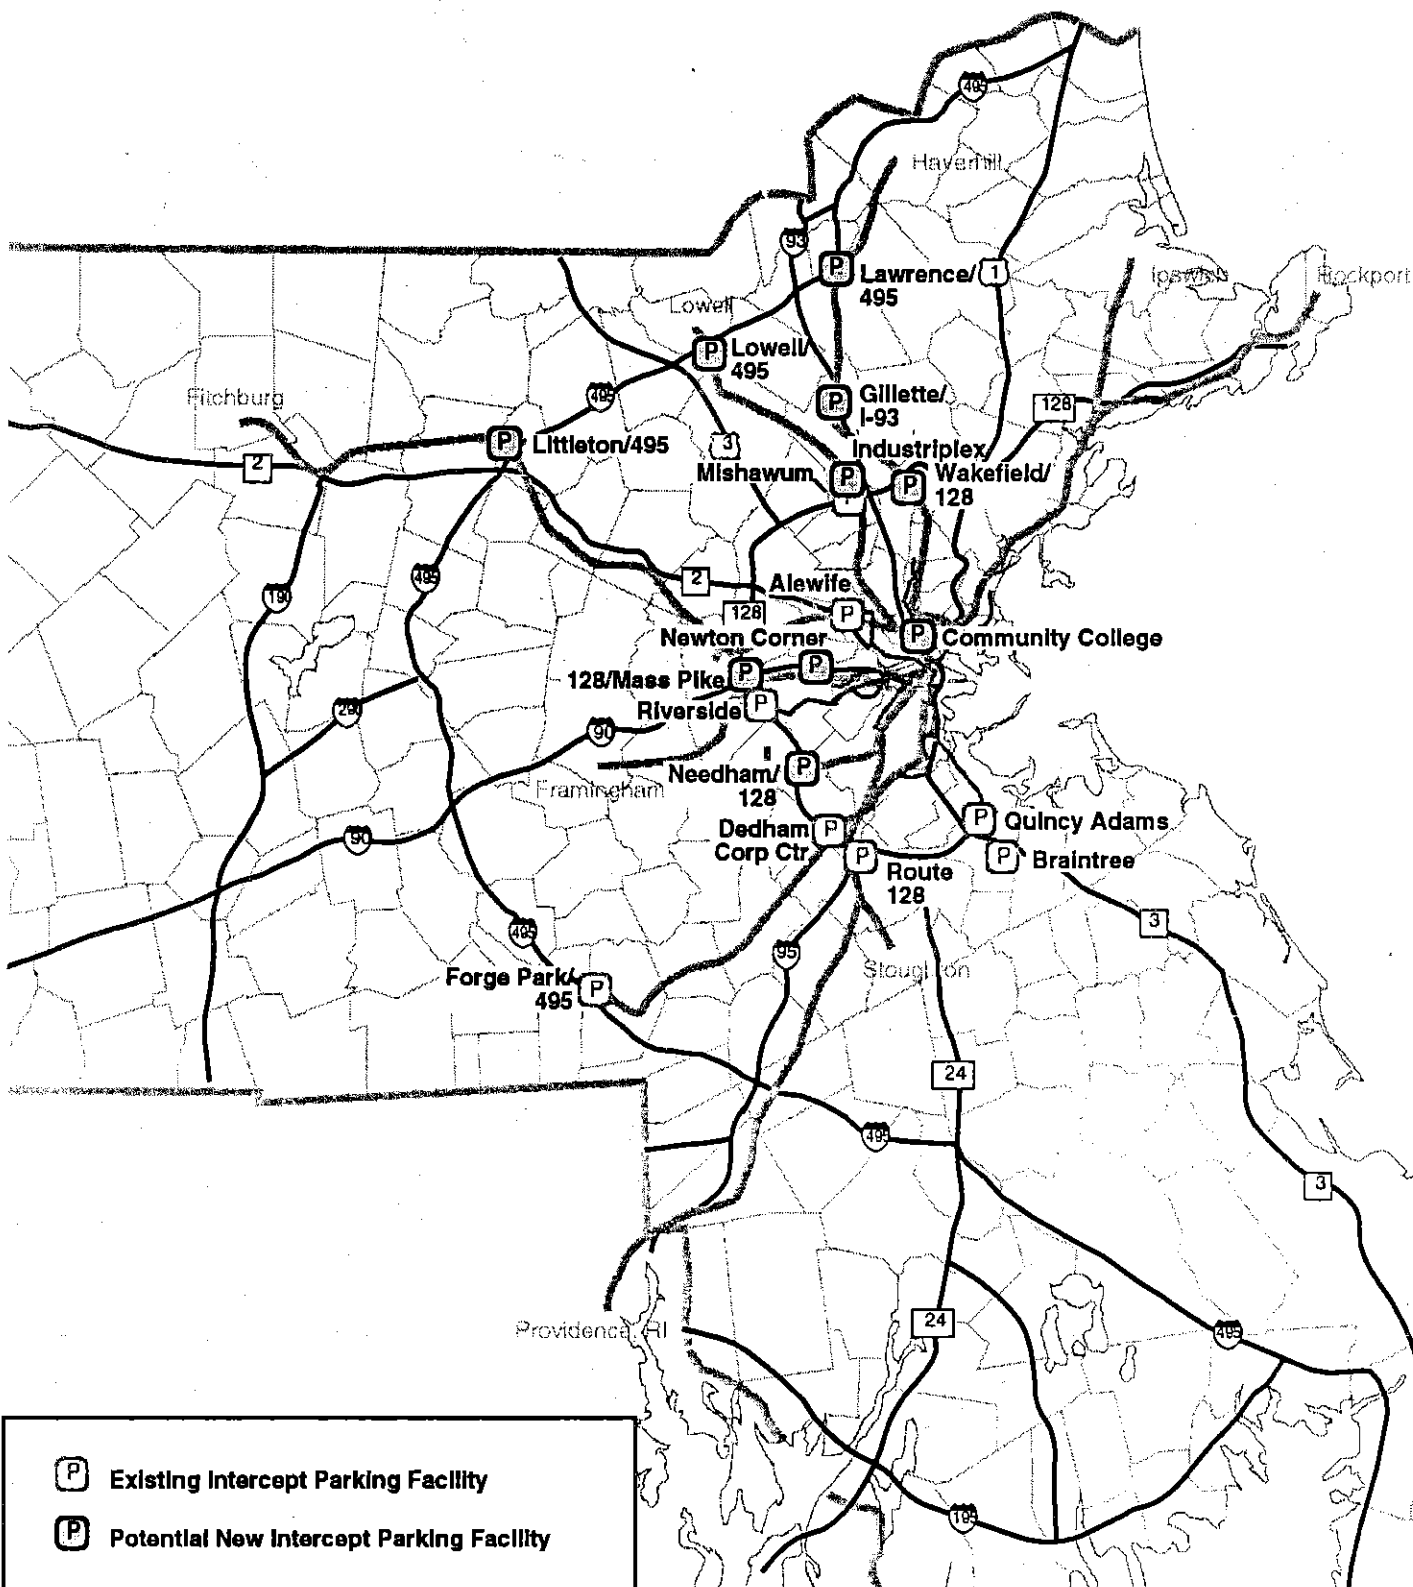 495
Haverhill
93
P
Lawrence/
495
1
Ipswich
Rockport
Lowell
P
Lowell/
495
495
P
Gillette/
I-93
128
Fitchburg
P
Littleton/495
3
Industriplex
2
Mishawum
P
P
P
Wakefield/
128
495
190
2
Alewife
P
128
Newton Corner
P
Community College
P
128/Mass Pike
P
Riverside
P
290
90
Needham/
128
P
Framingham
Dedham
Corp Ctr
P
P
Quincy Adams
90
P
Braintree
P
Route
128
495
95
3
Stoughton
Forge Park/
495
P
24
495
3
24
Providence, RI
495
195
P Existing Intercept Parking Facility
P Potential New Intercept Parking Facility